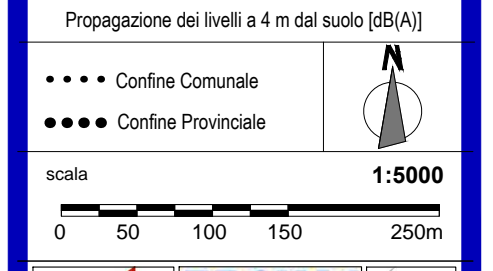 Propagazione dei livelli a 4 m dal suolo [dB(A)]
N
Confine Comunale
Confine Provinciale
scala 1:5000
0 50 100 150 250m